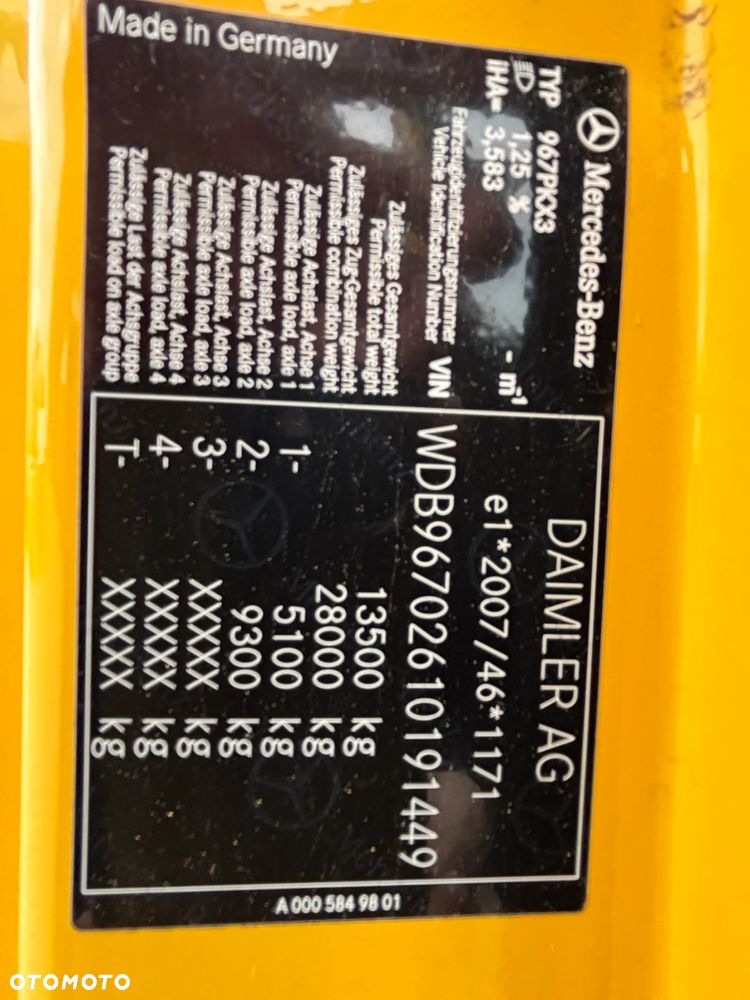 Mercedes-Benz
DAIMLER AG
TYP 967PKX3
1,25 % - m⁻¹
e1*2007/46*1171
iHA= 3,583
Fahrzeugidentifizierungsnummer
Vehicle Identification Number VIN WDB96702610191449
Zulässiges Gesamtgewicht
Permissible total weight 13500 kg
Zulässiges Zug-Gesamtgewicht
Permissible combination weight 28000 kg
Zulässige Achslast, Achse 1
Permissible axle load, axle 1 1- 5100 kg
Zulässige Achslast, Achse 2
Permissible axle load, axle 2 2- 9300 kg
Zulässige Achslast, Achse 3
Permissible axle load, axle 3 3- XXXXX kg
Zulässige Achslast, Achse 4
Permissible axle load, axle 4 4- XXXXX kg
Zulässige Last der Achsgruppe
Permissible load on axle group T- XXXXX kg
Made in Germany
A 000 584 98 01
OTOMOTO